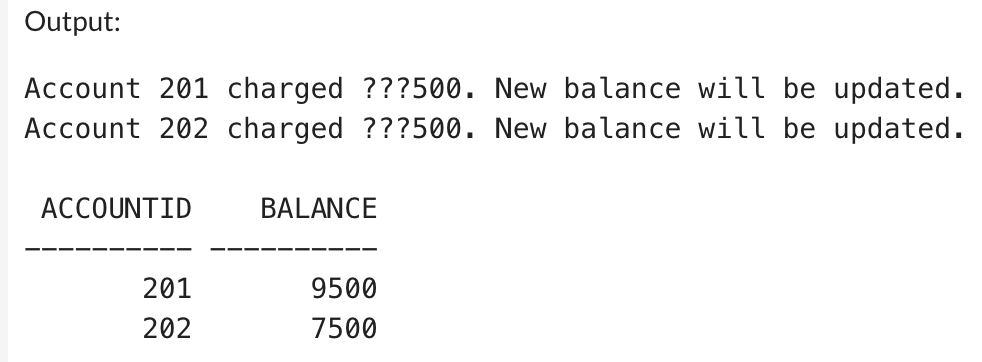 Output:
Account 201 charged ???500. New balance will be updated.
Account 202 charged ???500. New balance will be updated.
ACCOUNTID BALANCE
---------- ----------
201 9500
202 7500